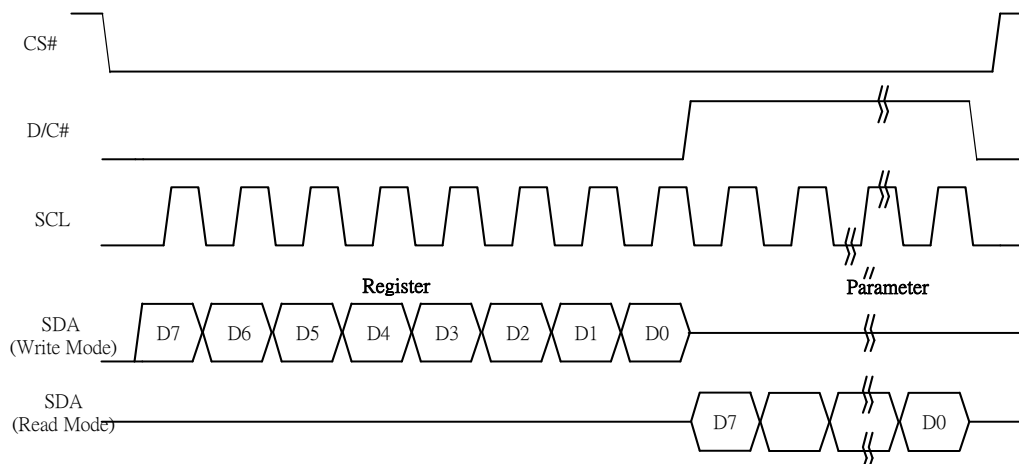 CS#
D/C#
SCL
Register Parameter
SDA
(Write Mode)
D7 D6 D5 D4 D3 D2 D1 D0
SDA
(Read Mode)
D7 D0